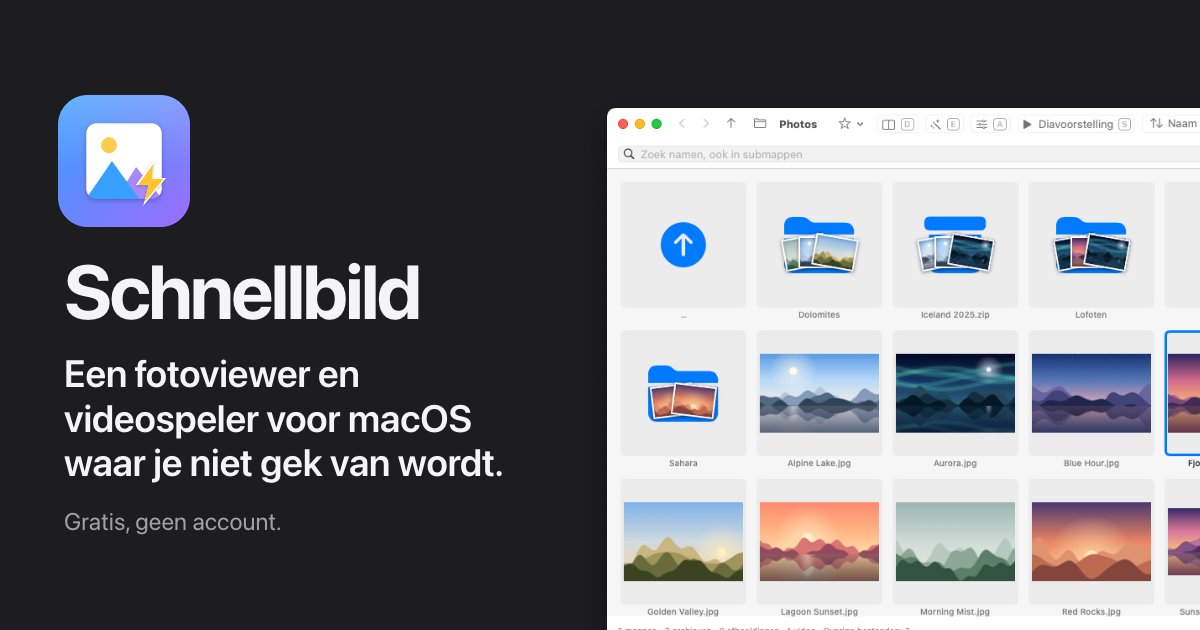 Schnellbild
Een fotoviewer en
videospeler voor macOS
waar je niet gek van wordt.
Gratis, geen account.
Photos D E A Diavoorstelling S Naam
Zoek namen, ook in submappen
.. Dolomites Iceland 2025.zip Lofoten
Sahara Alpine Lake.jpg Aurora.jpg Blue Hour.jpg Fjo
Golden Valley.jpg Lagoon Sunset.jpg Morning Mist.jpg Red Rocks.jpg Suns